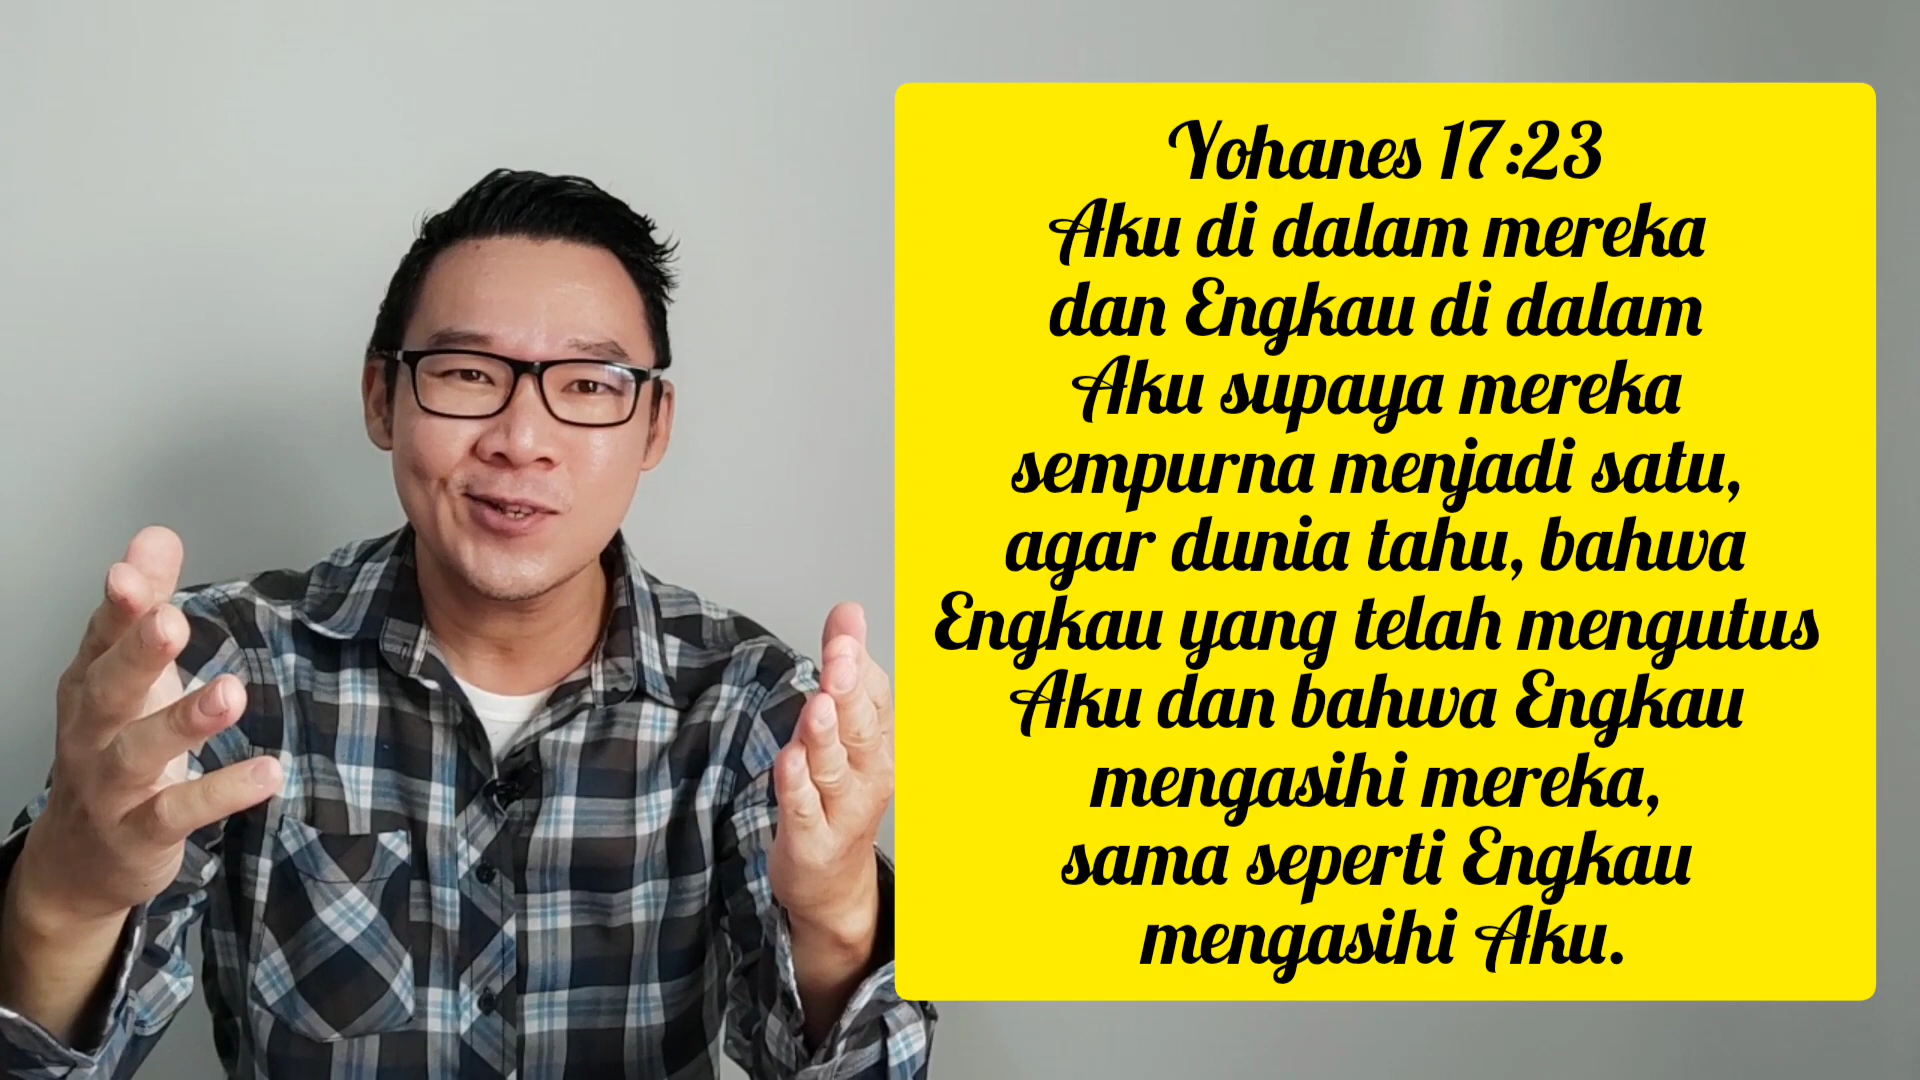 Yohanes 17:23
Aku di dalam mereka
dan Engkau di dalam
Aku supaya mereka
sempurna menjadi satu,
agar dunia tahu, bahwa
Engkau yang telah mengutus
Aku dan bahwa Engkau
mengasihi mereka,
sama seperti Engkau
mengasihi Aku.